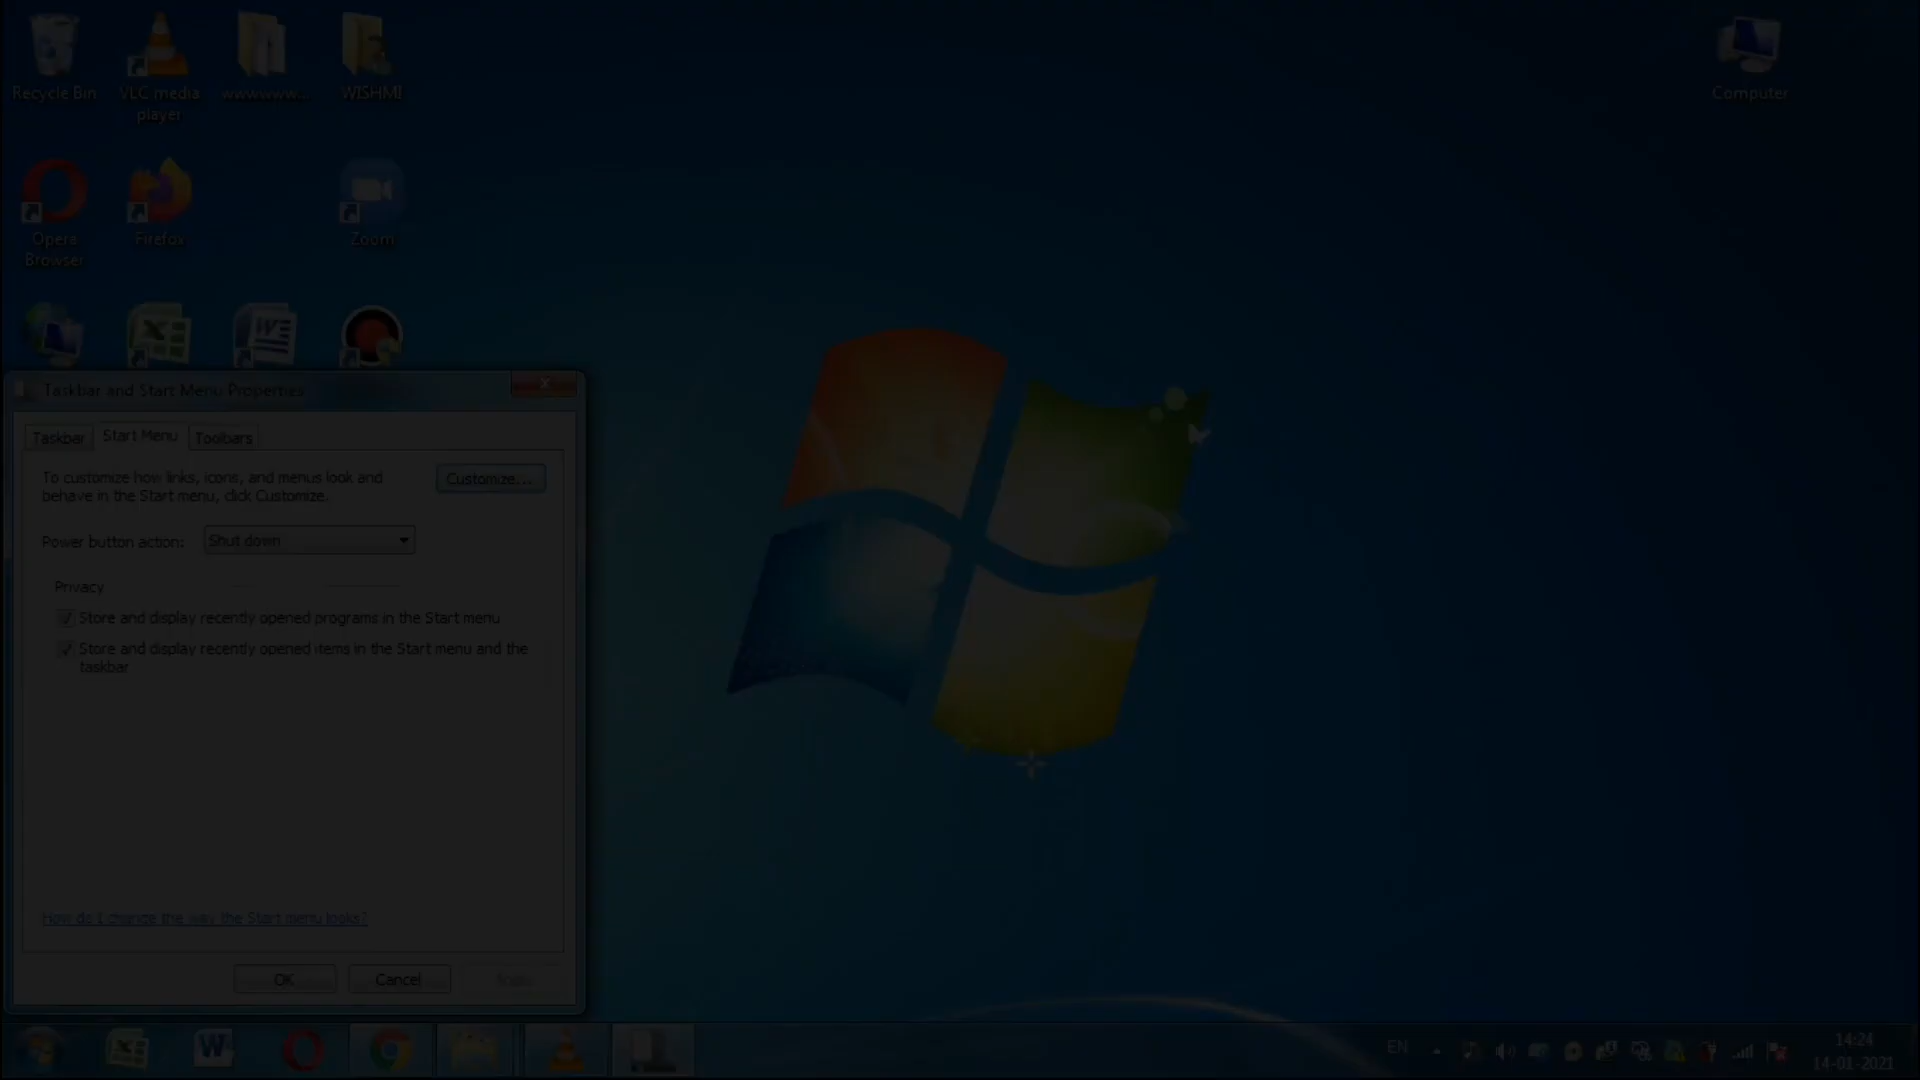 Recycle Bin
VLC media
player
wwwwww...
WISHMI
Computer
Opera
Browser
Firefox
Zoom
Taskbar and Start Menu Properties
Taskbar
Start Menu
Toolbars
To customize how links, icons, and menus look and
behave in the Start menu, click Customize.
Customize...
Power button action:
Shut down
Privacy
Store and display recently opened programs in the Start menu
Store and display recently opened items in the Start menu and the
taskbar
How do I change the way the Start menu looks?
OK
Cancel
Apply
EN
14:24
14-01-2021